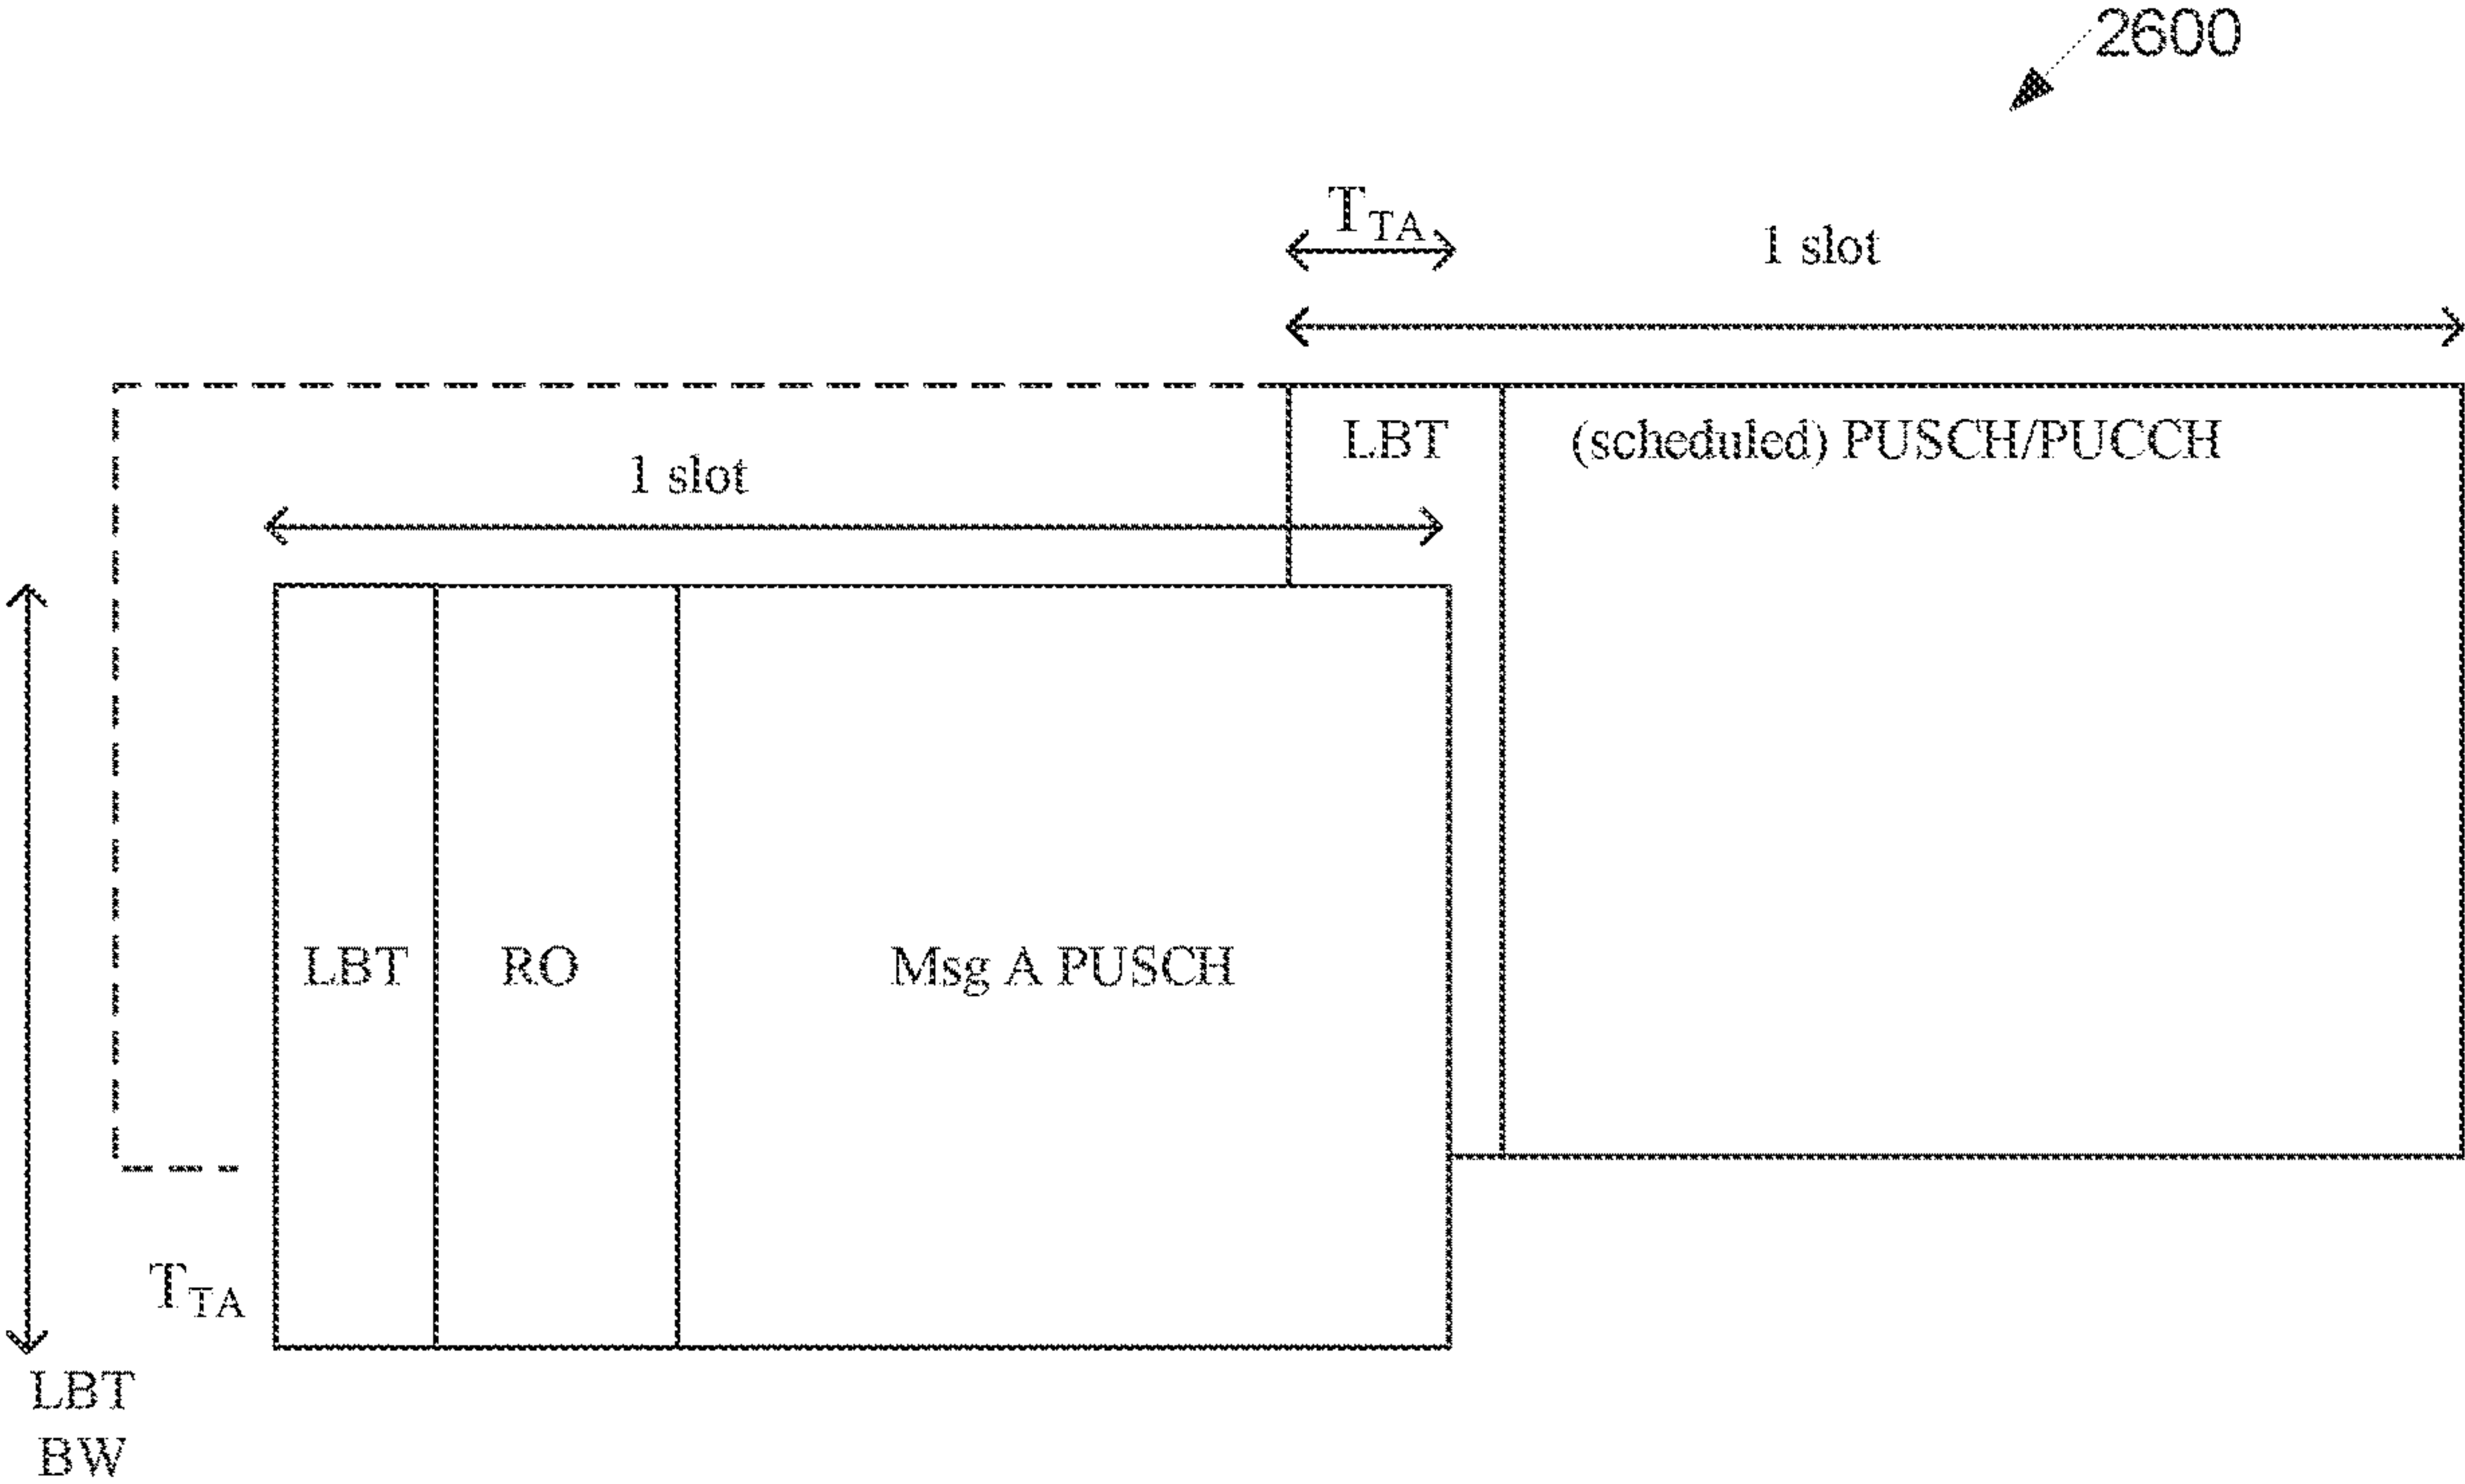 2600
TTA
1 slot
LBT
(scheduled) PUSCH/PUCCH
1 slot
LBT
RO
Msg A PUSCH
TTA
LBT
BW